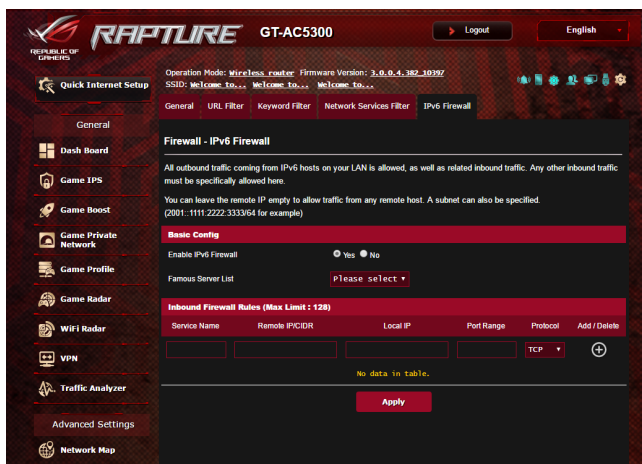 REPUBLIC OF
GAMERS
RAPTURE
GT-AC5300
Logout
English
Quick Internet Setup
General
Dash Board
Game IPS
Game Boost
Game Private
Network
Game Profile
Game Radar
WiFi Radar
VPN
Traffic Analyzer
Advanced Settings
Network Map
Operation Mode: Wireless router Firmware Version: 3.0.0.4.382_10397
SSID: Welcome to... Welcome to... Welcome to...
General URL Filter Keyword Filter Network Services Filter IPv6 Firewall
Firewall - IPv6 Firewall
All outbound traffic coming from IPv6 hosts on your LAN is allowed, as well as related inbound traffic. Any other inbound traffic
must be specifically allowed here.
You can leave the remote IP empty to allow traffic from any remote host. A subnet can also be specified.
(2001::1111:2222:3333/64 for example)
Basic Config
Enable IPv6 Firewall Yes No
Famous Server List Please select
Inbound Firewall Rules (Max Limit : 128)
Service Name Remote IP/CIDR Local IP Port Range Protocol Add / Delete
TCP
No data in table.
Apply